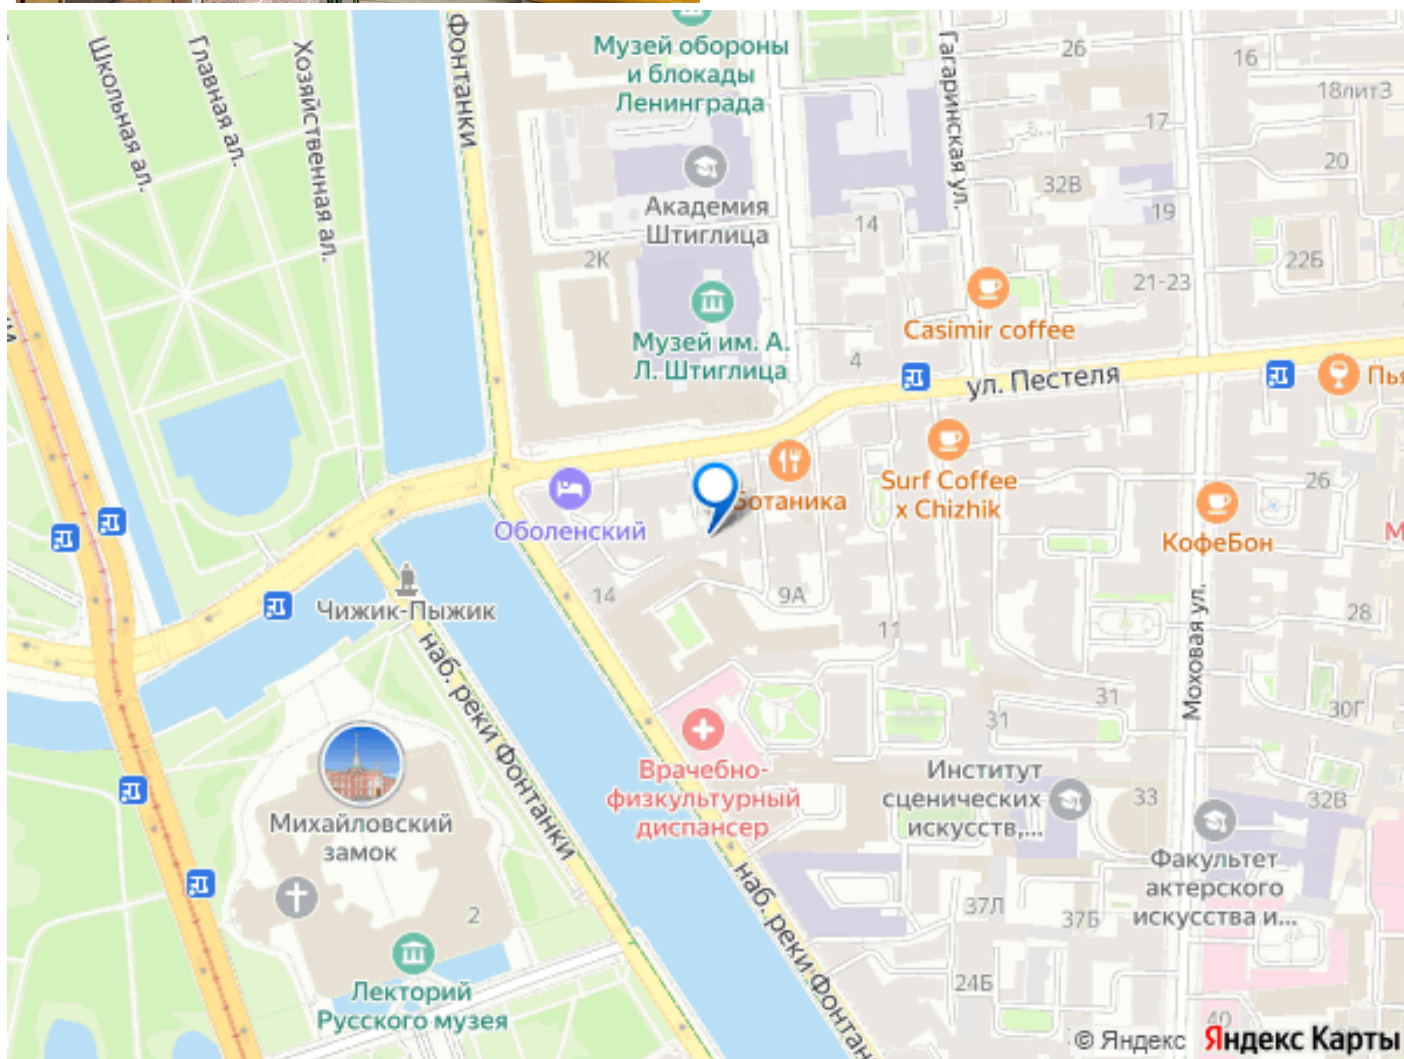 Школьная ал.
Главная ал.
Хозяйственная ал.
Фонтанки
Музей обороны
и блокады
Ленинграда
Гагаринская ул.
26
16
18лит3
17
20
32В
19
Академия
Штиглица
14
2К
22Б
21-23
Casimir coffee
Музей им. А.
Л. Штиглица
4
ул. Пестеля
Пья
Surf Coffee
x Chizhik
Ботаника
26
Оболенский
КофеБон
М
Чижик-Пыжик
14
9А
11
28
наб. реки Фонтанки
Моховая ул.
31
31
30Г
Врачебно-
физкультурный
диспансер
Институт
сценических
искусств,...
33
32В
Михайловский
замок
Факультет
актерского
искусства и...
2
37Л
37Б
наб. реки Фонтан
Лекторий
Русского музея
24Б
40
© Яндекс Яндекс Карты